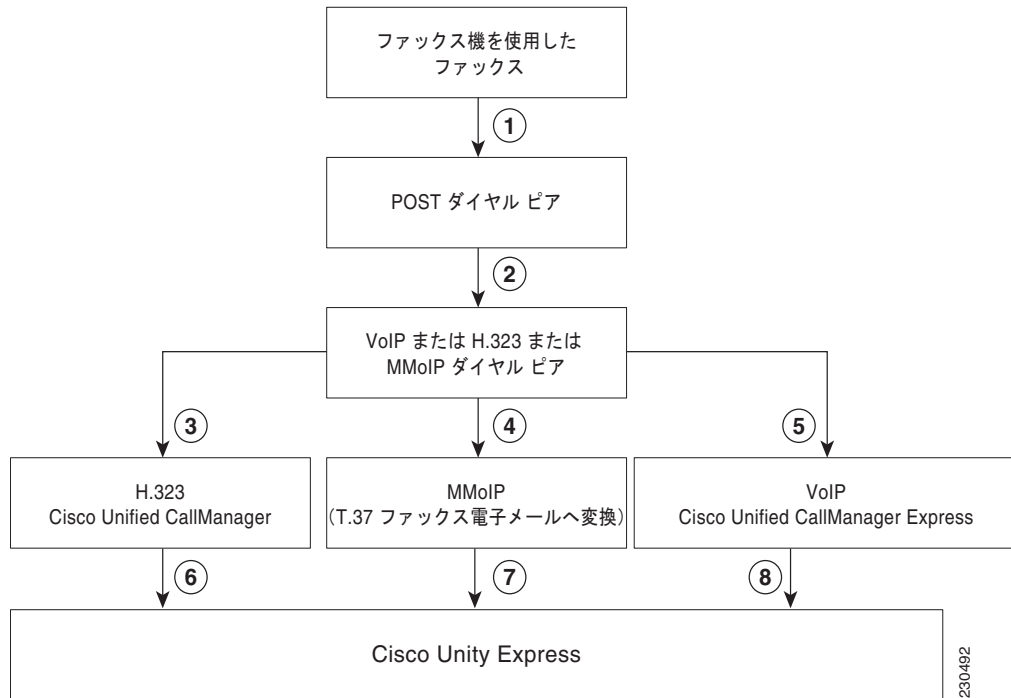 ファックス機を使用した
ファックス
1
POST ダイヤル ピア
2
VoIP または H.323 または
MMoIP ダイヤル ピア
3
4
5
H.323
Cisco Unified CallManager
MMoIP
(T.37 ファックス電子メールへ変換)
VoIP
Cisco Unified CallManager Express
6
7
8
Cisco Unity Express
230492